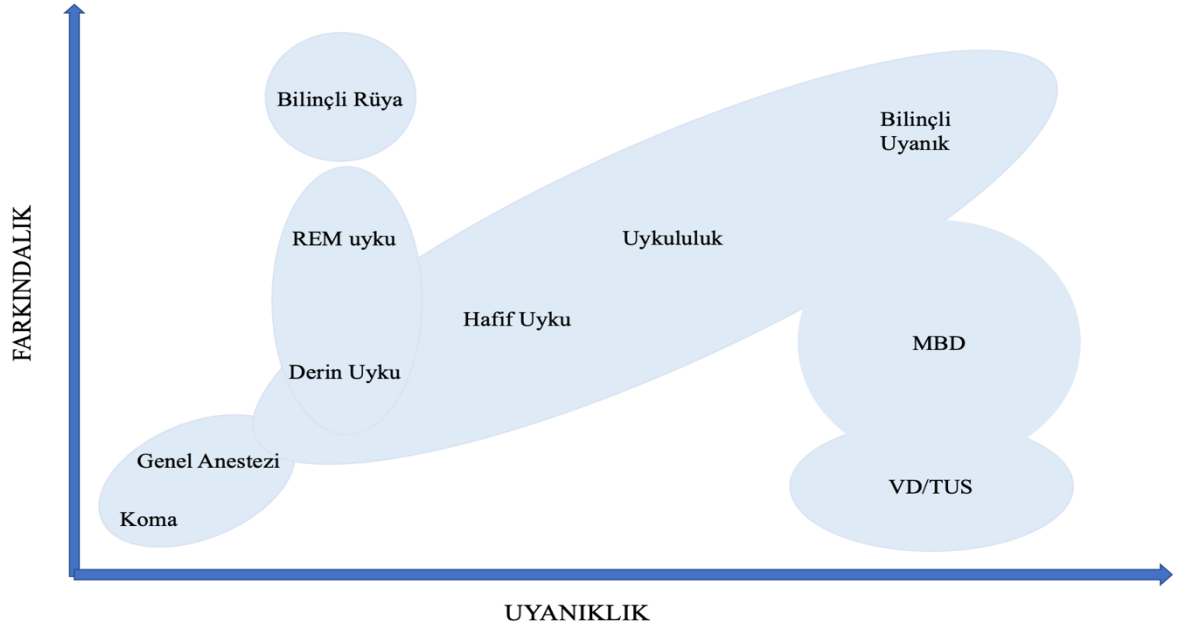 Bilinçli Rüya
Bilinçli
Uyanık
REM uyku
Uykululuk
Hafif Uyku
MBD
Derin Uyku
Genel Anestezi
VD/TUS
Koma
FARKINDALIK
UYANIKLIK